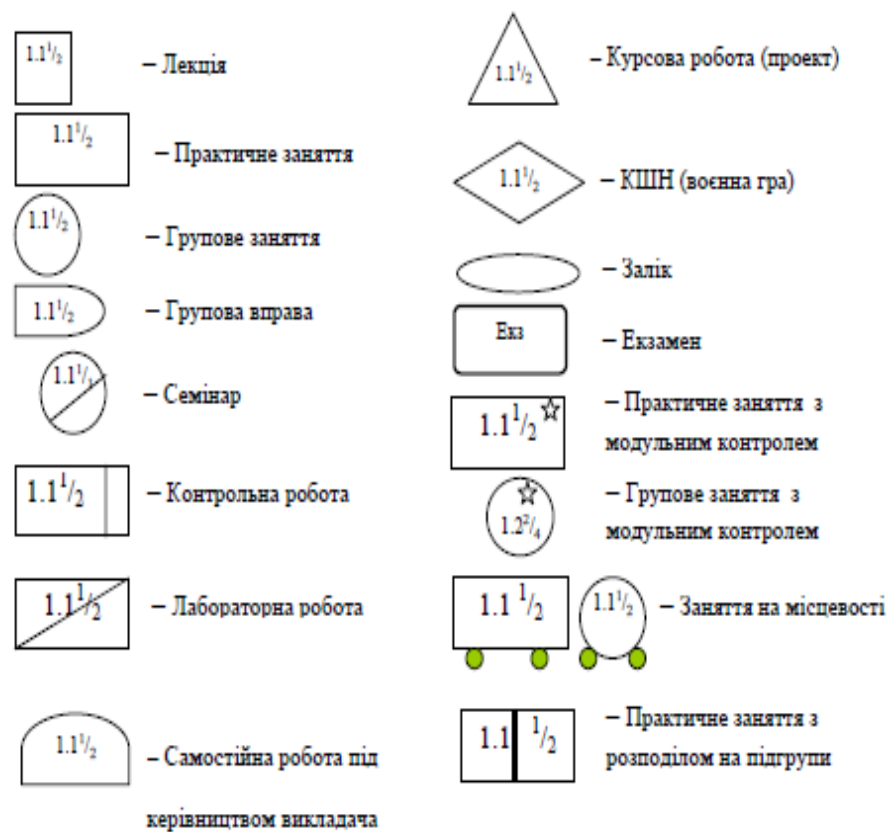 1.1¹/₂ – Лекція
1.1¹/₂ – Практичне заняття
1.1¹/₂ – Групове заняття
1.1¹/₂ – Групова вправа
1.1¹/₁ – Семінар
1.1¹/₂ – Контрольна робота
1.1¹/₂ – Лабораторна робота
1.1¹/₂ – Самостійна робота під
керівництвом викладача
1.1¹/₂ – Курсова робота (проект)
1.1¹/₂ – КШН (воєнна гра)
– Залік
Екз – Екзамен
1.1¹/₂ – Практичне заняття з
модульним контролем
1.2²/₄ – Групове заняття з
модульним контролем
1.1 ¹/₂ 1.1¹/₂ – Заняття на місцевості
1.1 ¹/₂ – Практичне заняття з
розподілом на підгрупи